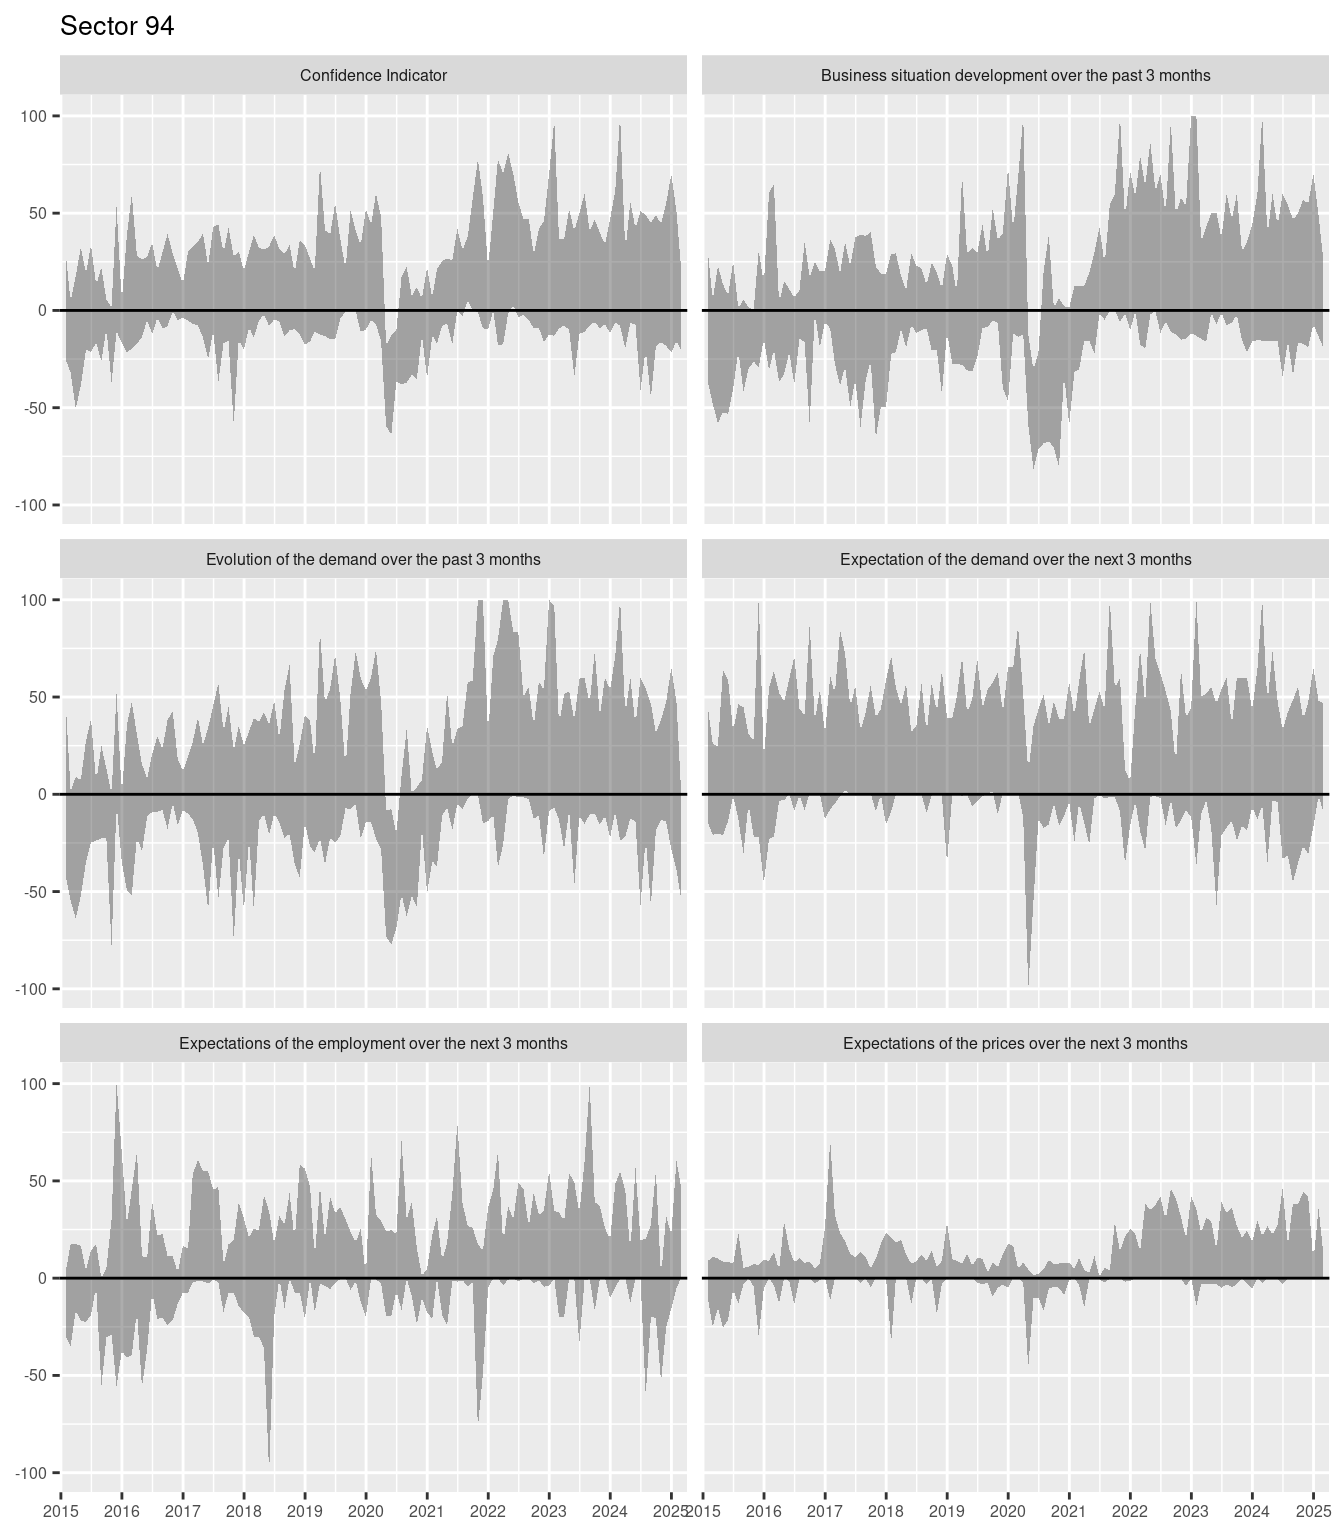 Sector 94
Confidence Indicator
Business situation development over the past 3 months
100
50
0
-50
-100
Evolution of the demand over the past 3 months
Expectation of the demand over the next 3 months
100
50
0
-50
-100
Expectations of the employment over the next 3 months
Expectations of the prices over the next 3 months
100
50
0
-50
-100
2015 2016 2017 2018 2019 2020 2021 2022 2023 2024 2025
2015 2016 2017 2018 2019 2020 2021 2022 2023 2024 2025